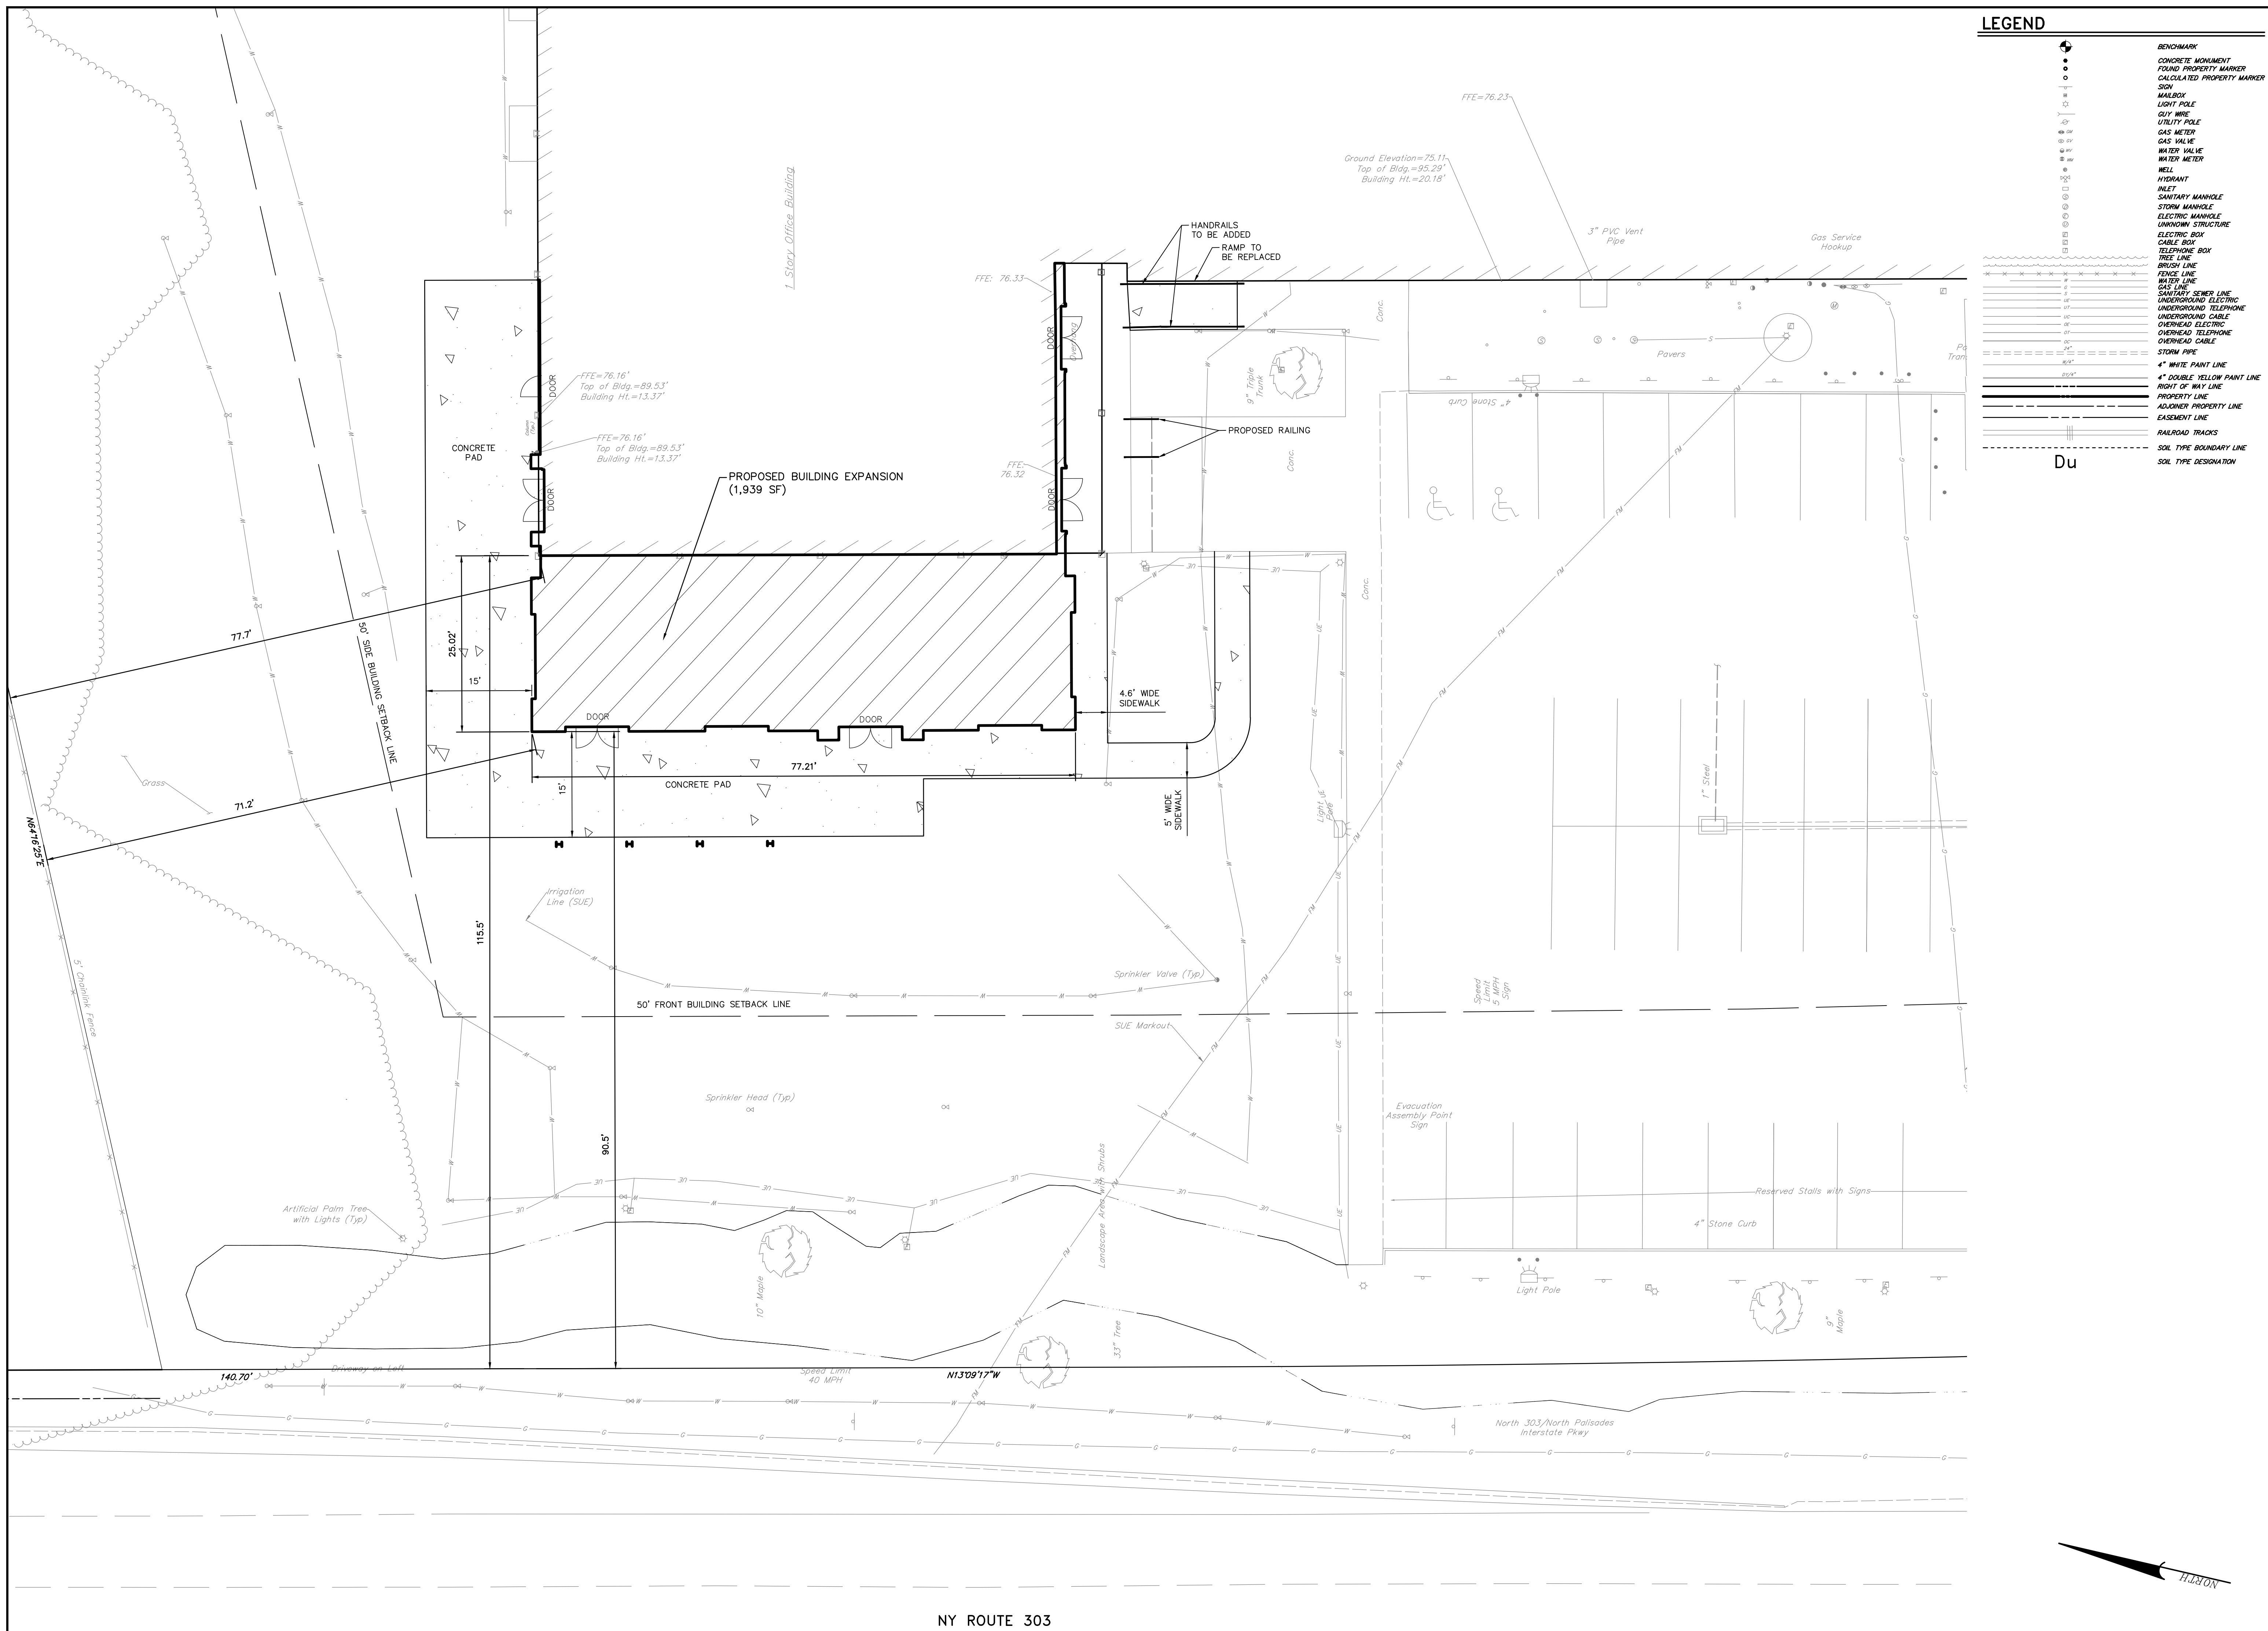 LEGEND
BENCHMARK
CONCRETE MONUMENT
FOUND PROPERTY MARKER
CALCULATED PROPERTY MARKER
SIGN
MAILBOX
LIGHT POLE
GUY WIRE
UTILITY POLE
GAS METER
GAS VALVE
WATER VALVE
WATER METER
WELL
HYDRANT
INLET
SANITARY MANHOLE
STORM MANHOLE
ELECTRIC MANHOLE
UNKNOWN STRUCTURE
ELECTRIC BOX
CABLE BOX
TELEPHONE BOX
TREE LINE
BRUSH LINE
FENCE LINE
WATER LINE
GAS LINE
SANITARY SEWER LINE
UNDERGROUND ELECTRIC
UNDERGROUND TELEPHONE
UNDERGROUND CABLE
OVERHEAD ELECTRIC
OVERHEAD TELEPHONE
OVERHEAD CABLE
24"
STORM PIPE
4" WHITE PAINT LINE
4" DOUBLE YELLOW PAINT LINE
RIGHT OF WAY LINE
PROPERTY LINE
ADJOINER PROPERTY LINE
EASEMENT LINE
RAILROAD TRACKS
SOIL TYPE BOUNDARY LINE
Du
SOIL TYPE DESIGNATION
FFE=76.23
Ground Elevation=75.11
Top of Bldg.=95.29'
Building Ht.=20.18'
1 Story Office Building
HANDRAILS
TO BE ADDED
RAMP TO
BE REPLACED
3" PVC Vent
Pipe
Gas Service
Hookup
FFE: 76.33
DOOR
Overhang
Conc.
Pavers
9" Triple
Trunk
4" Stone Curb
DOOR
FFE=76.16'
Top of Bldg.=89.53'
Building Ht.=13.37'
FFE=76.16'
Top of Bldg.=89.53'
Building Ht.=13.37'
CONCRETE
PAD
DOOR
PROPOSED RAILING
Conc.
FFE:
76.32
DOOR
PROPOSED BUILDING EXPANSION
(1,939 SF)
Conc.
77.7'
50' SIDE BUILDING SETBACK LINE
25.02'
15'
4.6' WIDE
SIDEWALK
DOOR
DOOR
77.21'
CONCRETE PAD
15'
5' WIDE
SIDEWALK
Light
Pole
1" Steel
Grass
71.2'
N64°16'25"E
5' Chainlink Fence
Irrigation
Line (SUE)
115.5'
90.5'
Sprinkler Valve (Typ)
50' FRONT BUILDING SETBACK LINE
Speed
Limit
5 MPH
Sign
SUE Markout
Sprinkler Head (Typ)
Evacuation
Assembly Point
Sign
Landscape Area with Shrubs
Reserved Stalls with Signs
4" Stone Curb
Artificial Palm Tree
with Lights (Typ)
10" Maple
33" Tree
Light Pole
9"
Maple
Driveway on Left
140.70'
Speed Limit
40 MPH
N13°09'17"W
North 303/North Palisades
Interstate Pkwy
NORTH
NY ROUTE 303